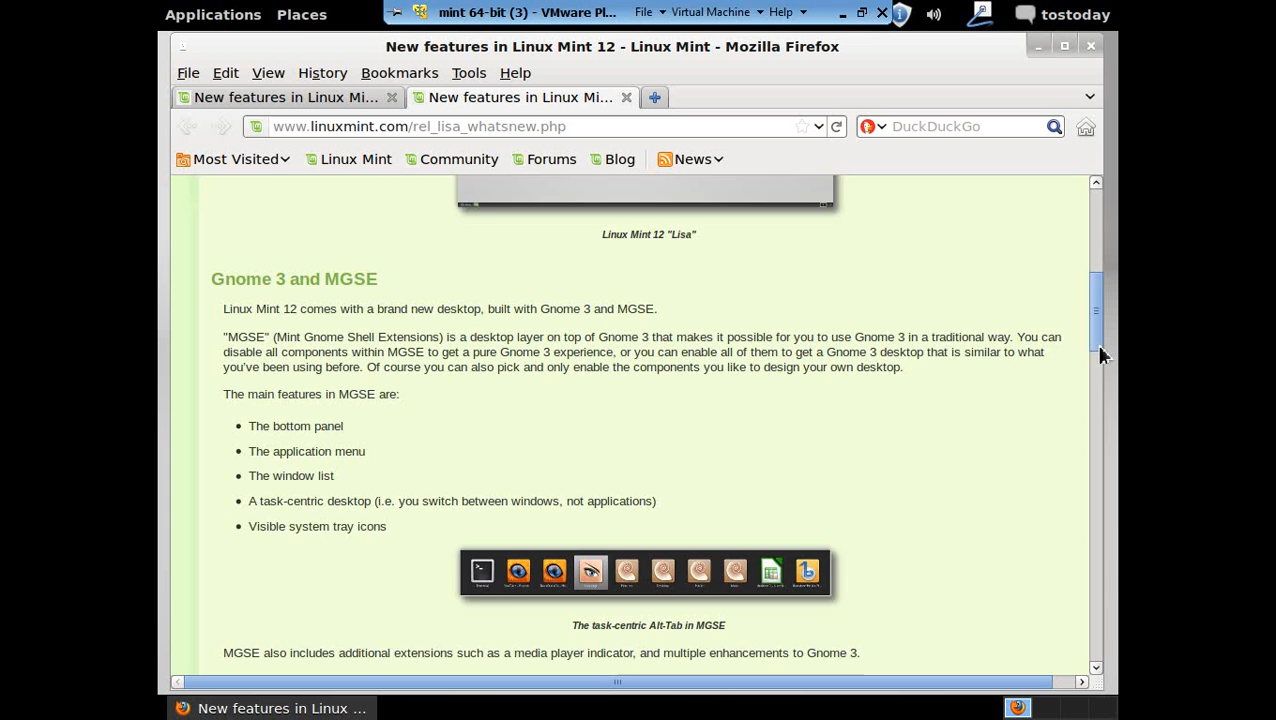 Applications Places
mint 64-bit (3) - VMware Pl... File Virtual Machine Help
tostoday
New features in Linux Mint 12 - Linux Mint - Mozilla Firefox
File Edit View History Bookmarks Tools Help
New features in Linux Mi... New features in Linux Mi...
www.linuxmint.com/rel_lisa_whatsnew.php DuckDuckGo
Most Visited Linux Mint Community Forums Blog News
Linux Mint 12 "Lisa"
Gnome 3 and MGSE
Linux Mint 12 comes with a brand new desktop, built with Gnome 3 and MGSE.
"MGSE" (Mint Gnome Shell Extensions) is a desktop layer on top of Gnome 3 that makes it possible for you to use Gnome 3 in a traditional way. You can
disable all components within MGSE to get a pure Gnome 3 experience, or you can enable all of them to get a Gnome 3 desktop that is similar to what
you've been using before. Of course you can also pick and only enable the components you like to design your own desktop.
The main features in MGSE are:
The bottom panel
The application menu
The window list
A task-centric desktop (i.e. you switch between windows, not applications)
Visible system tray icons
The task-centric Alt-Tab in MGSE
MGSE also includes additional extensions such as a media player indicator, and multiple enhancements to Gnome 3.
New features in Linux ...